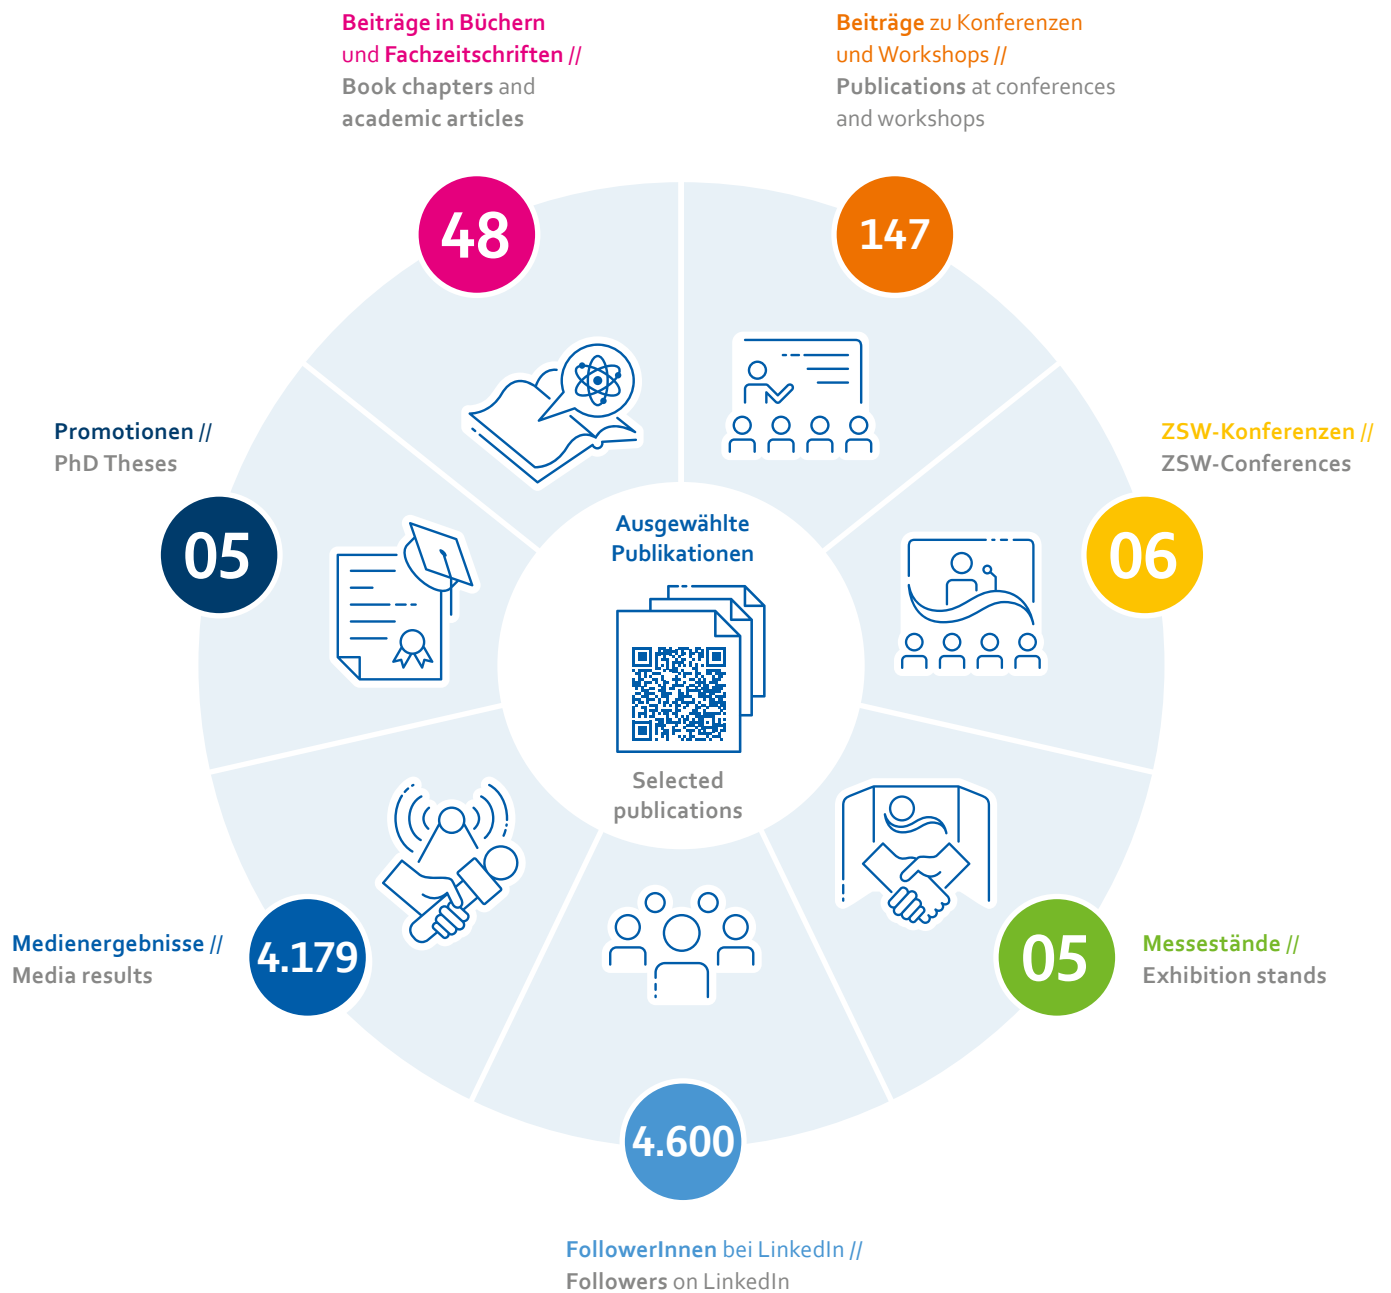 Beiträge in Büchern
und Fachzeitschriften //
Book chapters and
academic articles
48
Beiträge zu Konferenzen
und Workshops //
Publications at conferences
and workshops
147
Promotionen //
PhD Theses
05
ZSW-Konferenzen //
ZSW-Conferences
06
Ausgewählte
Publikationen
Selected
publications
Medienergebnisse //
Media results
4.179
05
Messestände //
Exhibition stands
4.600
FollowerInnen bei LinkedIn //
Followers on LinkedIn